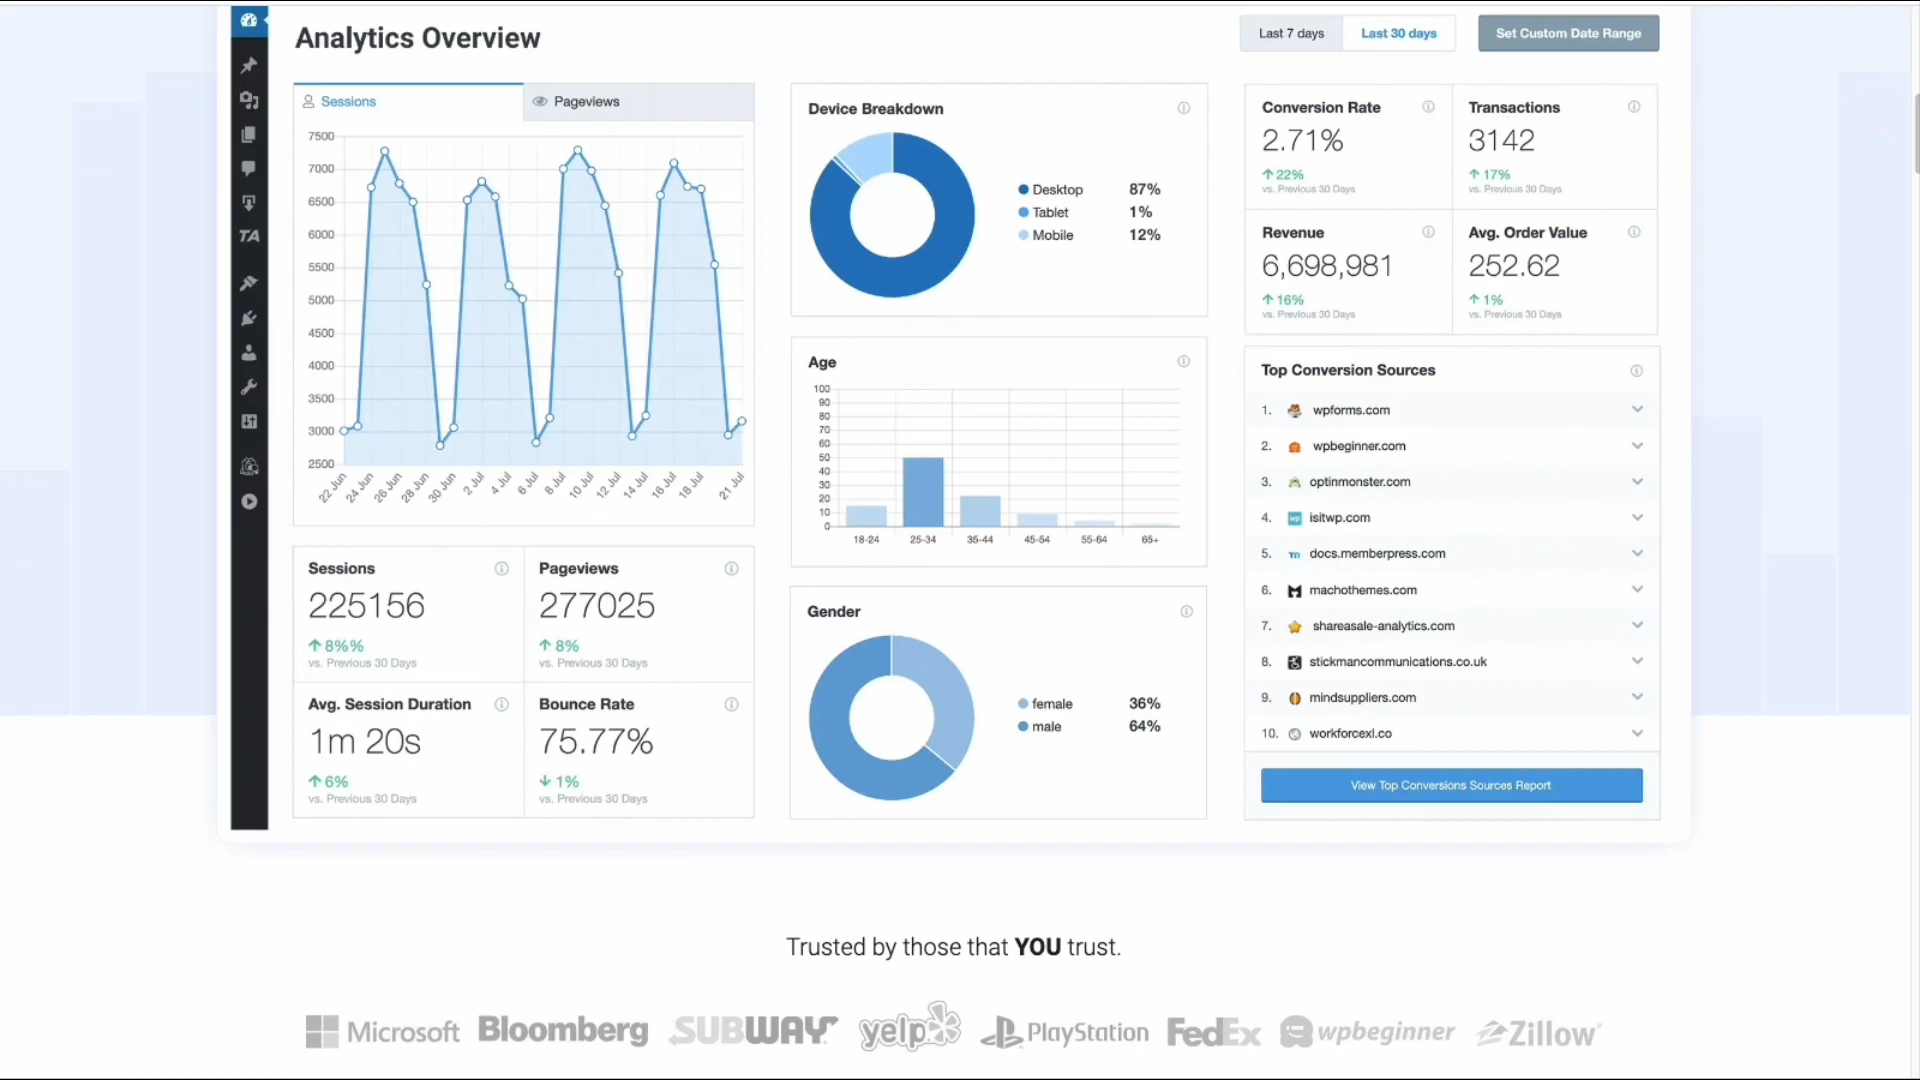 Analytics Overview
Last 7 days
Last 30 days
Set Custom Date Range
Sessions
Pageviews
7500
7000
6500
6000
5500
5000
4500
4000
3500
3000
2500
22 Jun
24 Jun
26 Jun
28 Jun
30 Jun
2 Jul
4 Jul
6 Jul
8 Jul
10 Jul
12 Jul
14 Jul
16 Jul
18 Jul
21 Jul
Sessions
225156
8%%
vs. Previous 30 Days
Pageviews
277025
8%
vs. Previous 30 Days
Avg. Session Duration
1m 20s
6%
vs. Previous 30 Days
Bounce Rate
75.77%
1%
vs. Previous 30 Days
Device Breakdown
Desktop 87%
Tablet 1%
Mobile 12%
Age
100
90
80
70
60
50
40
30
20
10
0
18-24 25-34 35-44 45-54 55-64 65+
Gender
female 36%
male 64%
Conversion Rate
2.71%
22%
vs. Previous 30 Days
Transactions
3142
17%
vs. Previous 30 Days
Revenue
6,698,981
16%
vs. Previous 30 Days
Avg. Order Value
252.62
1%
vs. Previous 30 Days
Top Conversion Sources
1. wpforms.com
2. wpbeginner.com
3. optinmonster.com
4. wp isitwp.com
5. m docs.memberpress.com
6. machothemes.com
7. shareasale-analytics.com
8. stickmancommunications.co.uk
9. mindsuppliers.com
10. workforcexl.co
View Top Conversions Sources Report
TA
Trusted by those that YOU trust.
Microsoft Bloomberg SUBWAY yelp PlayStation FedEx wpbeginner Zillow